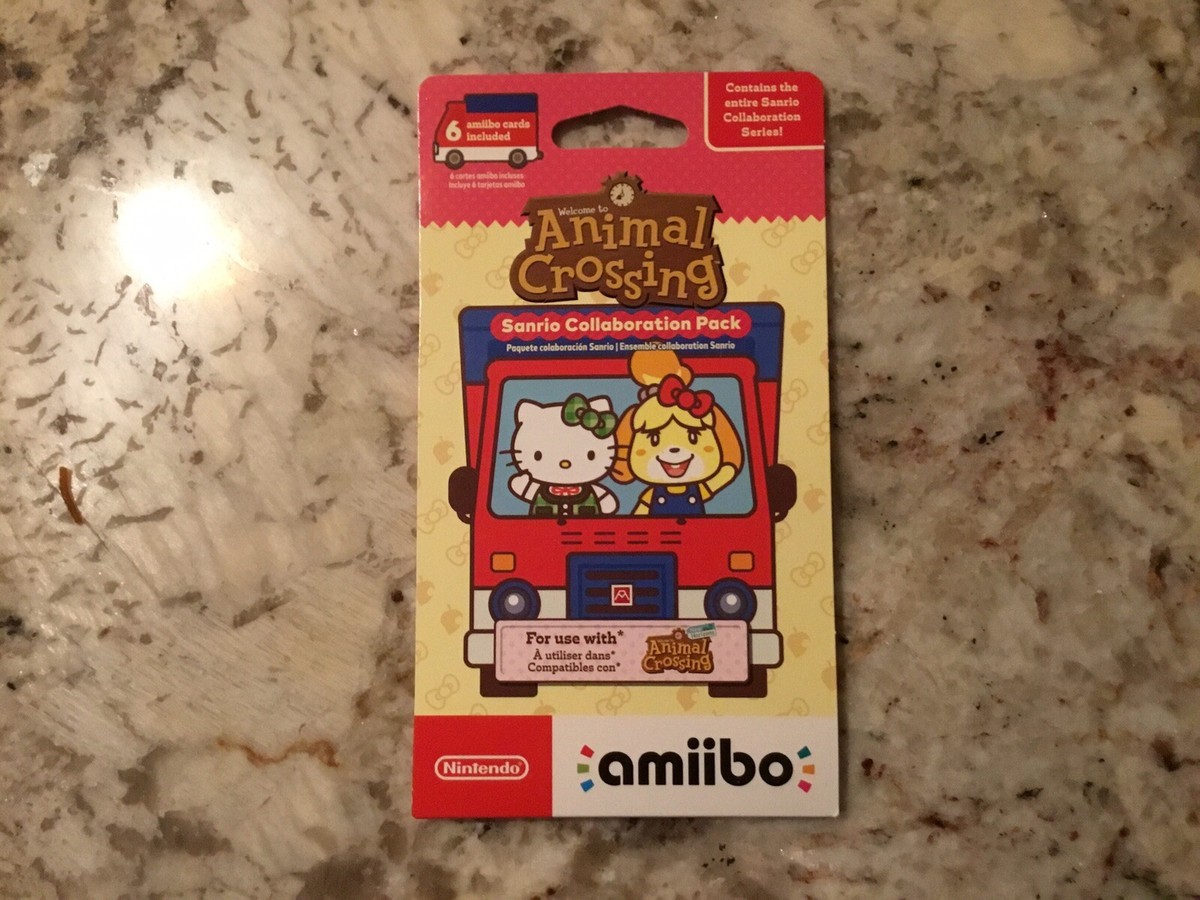 6 amiibo cards
included
6 cartes amiibo incluses
Incluye 6 tarjetas amiibo
Contains the
entire Sanrio
Collaboration
Series!
Welcome to
Animal
Crossing
Sanrio Collaboration Pack
Paquete colaboración Sanrio | Ensemble collaboration Sanrio
For use with*
À utiliser dans*
Compatibles con*
Animal
Crossing
Nintendo
amiibo